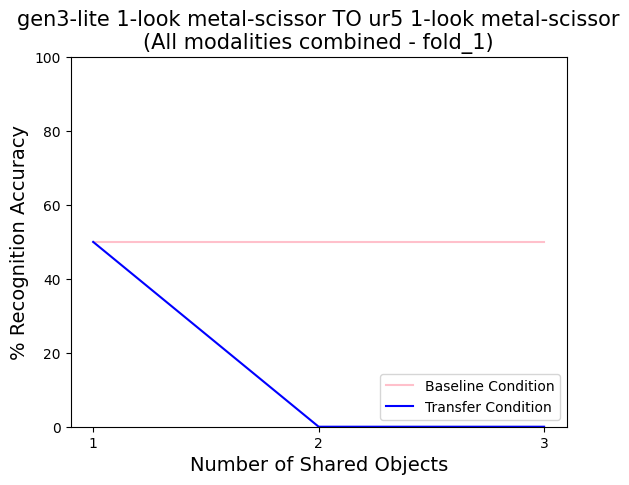 gen3-lite 1-look metal-scissor TO ur5 1-look metal-scissor
(All modalities combined - fold_1)
% Recognition Accuracy
100
80
60
40
20
0
Baseline Condition
Transfer Condition
1 2 3
Number of Shared Objects